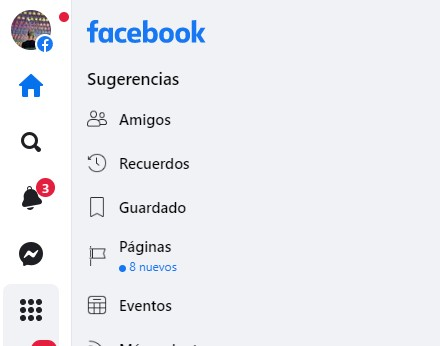 facebook
Sugerencias
Amigos
Recuerdos
Guardado
3
Páginas
8 nuevos
Eventos